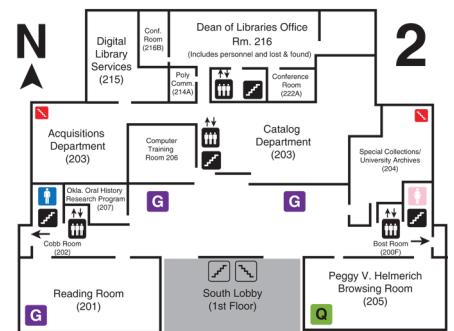 N
2
Conf.
Room
(216B)
Dean of Libraries Office
Rm. 216
(Includes personnel and lost & found)
Digital
Library
Services
(215)
Poly
Comm.
(214A)
Conference
Room
(222A)
Acquisitions
Department
(203)
Computer
Training
Room 206
Catalog
Department
(203)
Special Collections/
University Archives
(204)
Okla. Oral History
Research Program
(207)
G
G
Cobb Room
(202)
Bost Room
(200F)
Reading Room
(201)
G
South Lobby
(1st Floor)
Peggy V. Helmerich
Browsing Room
(205)
Q